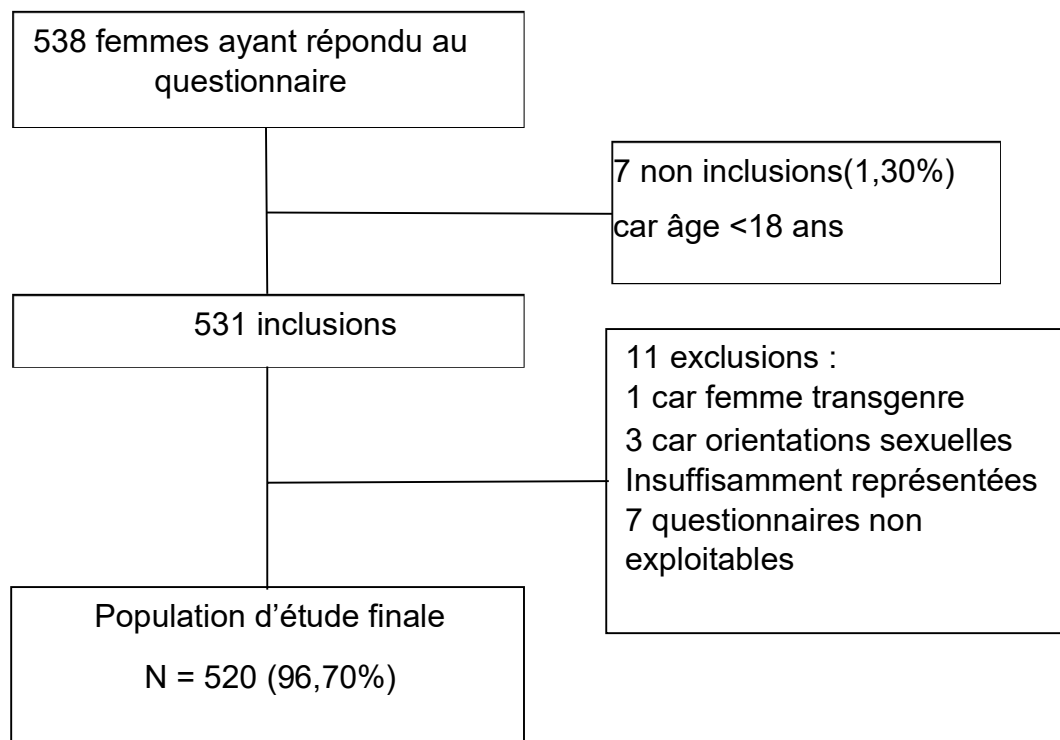 538 femmes ayant répondu au
questionnaire
7 non inclusions(1,30%)
car âge <18 ans
531 inclusions
11 exclusions :
1 car femme transgenre
3 car orientations sexuelles
Insuffisamment représentées
7 questionnaires non
exploitables
Population d’étude finale
N = 520 (96,70%)